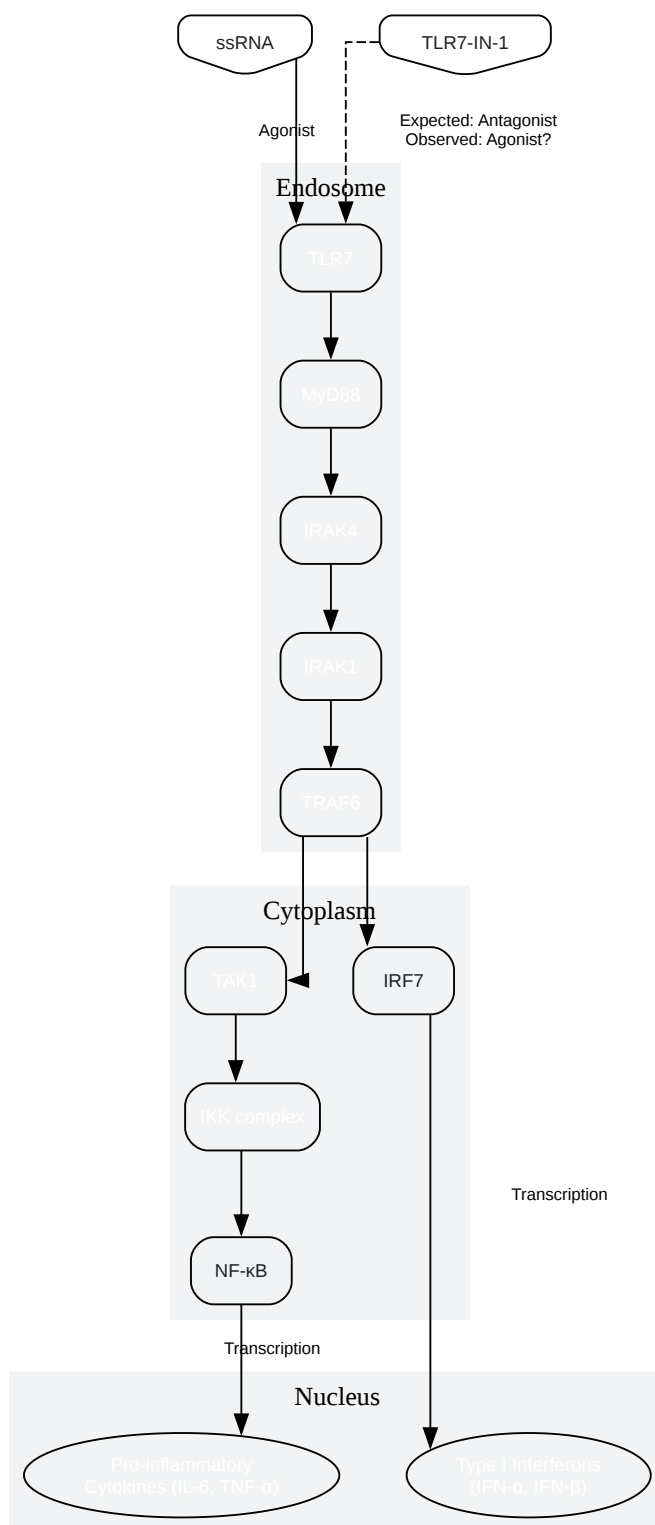 ssRNA
TLR7-IN-1
Agonist
Expected: Antagonist
Observed: Agonist?
Endosome
TLR7
MyD88
IRAK4
IRAK1
TRAF6
Cytoplasm
TAK1
IRF7
IKK complex
Transcription
NF-κB
Transcription
Nucleus
Pro-inflammatory
Cytokines (IL-6, TNF-α)
Type I Interferons
(IFN-α, IFN-β)